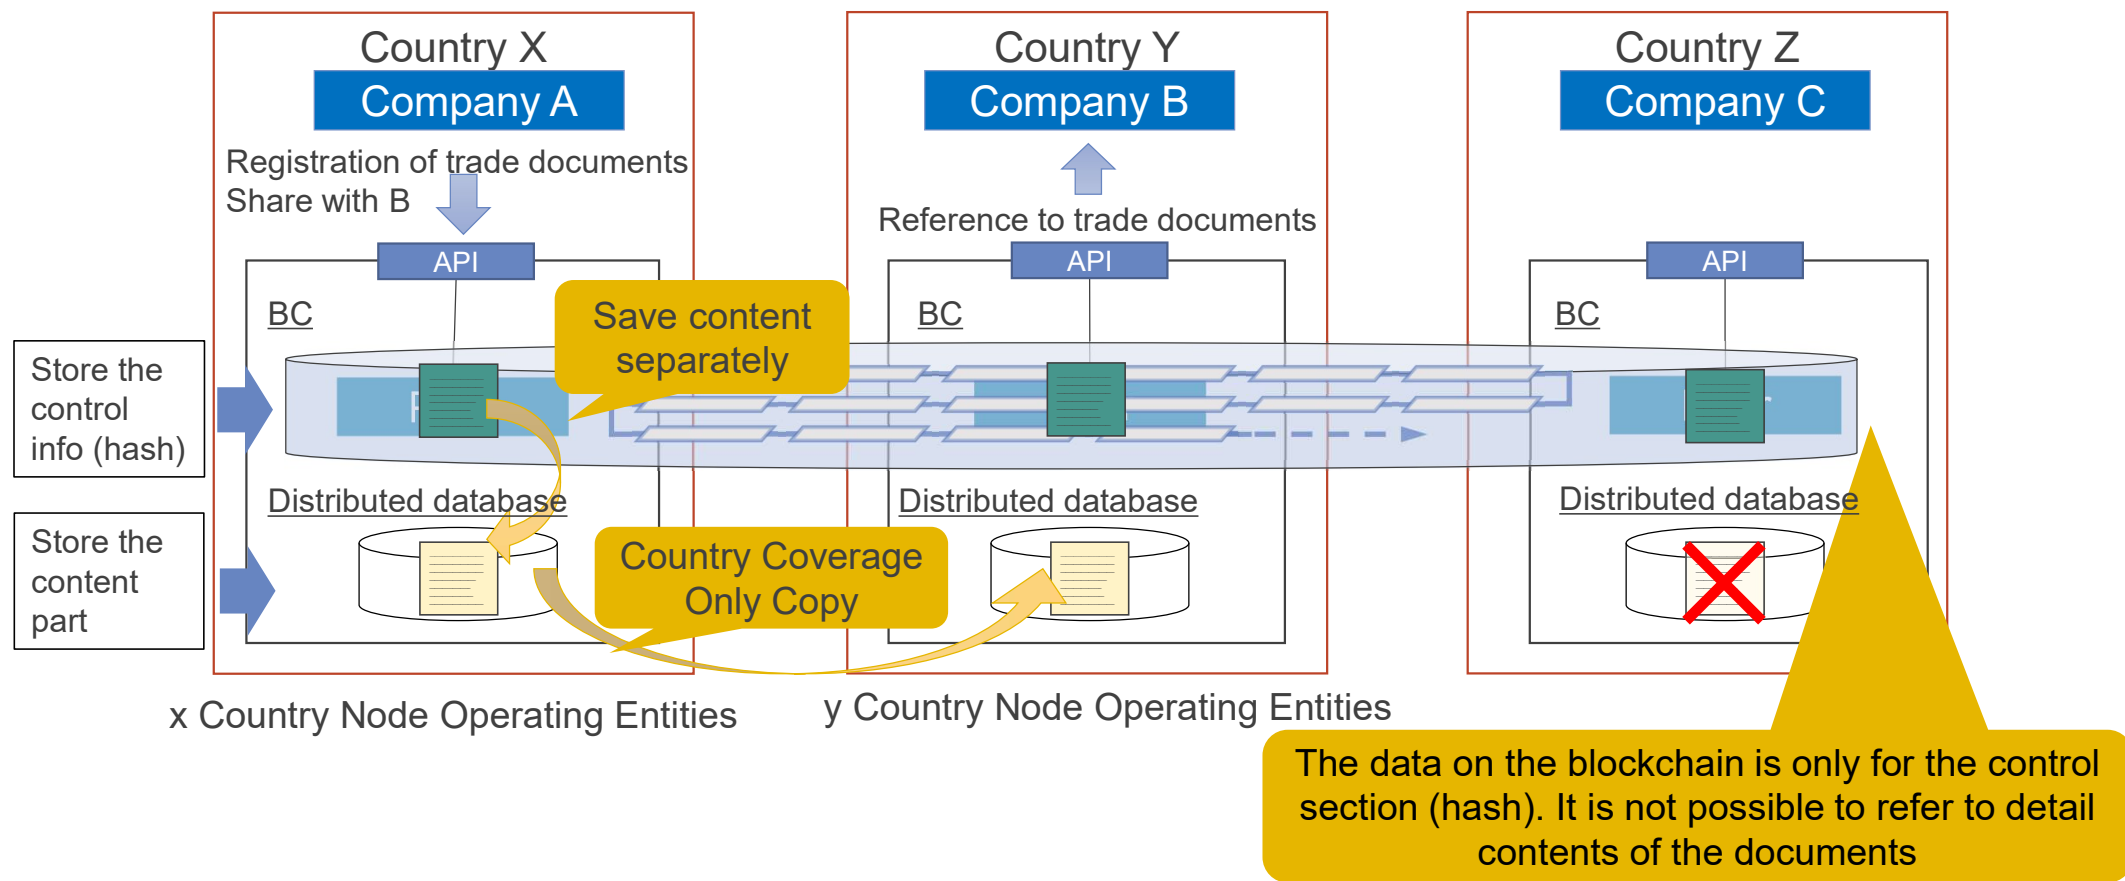 Country X
Company A
Registration of trade documents
Share with B
API
BC
Country Y
Company B
Reference to trade documents
API
BC
Country Z
Company C
API
BC
Save content
separately
Store the
control
info (hash)
Store the
content
part
Distributed database
Distributed database
Distributed database
Country Coverage
Only Copy
x Country Node Operating Entities
y Country Node Operating Entities
The data on the blockchain is only for the control
section (hash). It is not possible to refer to detail
contents of the documents